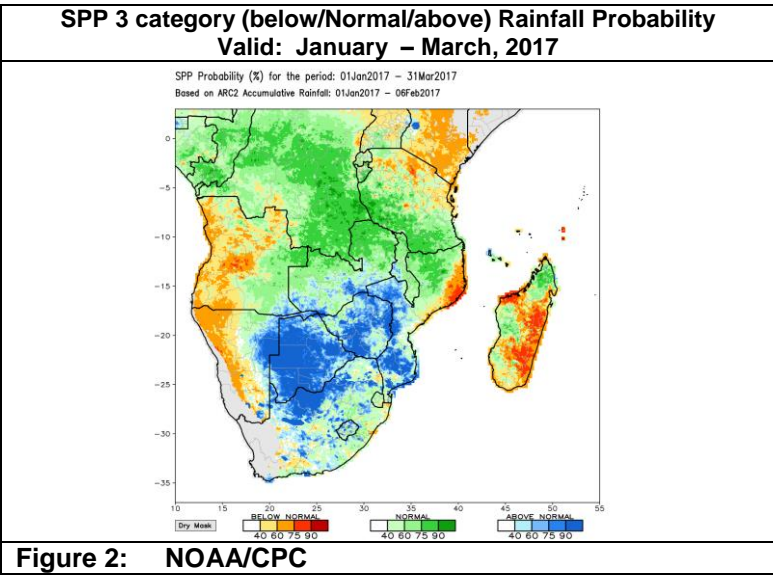 SPP 3 category (below/Normal/above) Rainfall Probability
Valid: January – March, 2017
SPP Probability (%) for the period: 01Jan2017 – 31Mar2017
Based on ARC2 Accumulative Rainfall: 01Jan2017 – 06Feb2017
0
-5
-10
-15
-20
-25
-30
-35
10 15 20 25 30 35 40 45 50 55
BELOW NORMAL NORMAL ABOVE NORMAL
Dry Mask
40 60 75 90 40 60 75 90 40 60 75 90
Figure 2: NOAA/CPC